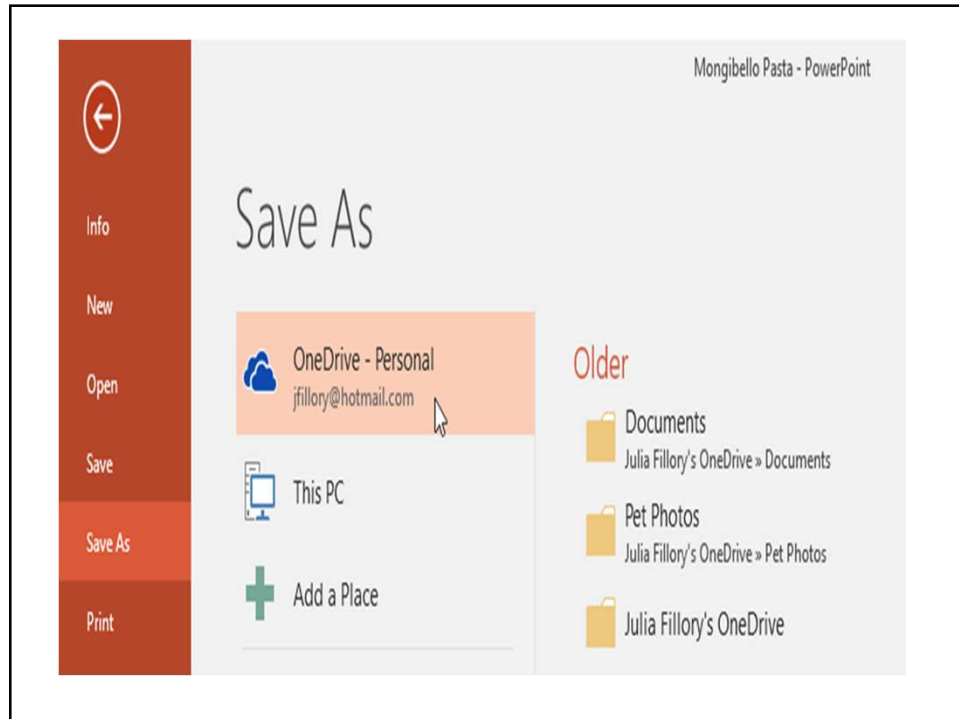 Mongibello Pasta - PowerPoint
Info
New
Open
Save
Save As
Print
Save As
OneDrive - Personal
jfillory@hotmail.com
This PC
Add a Place
Older
Documents
Julia Fillory's OneDrive » Documents
Pet Photos
Julia Fillory's OneDrive » Pet Photos
Julia Fillory's OneDrive